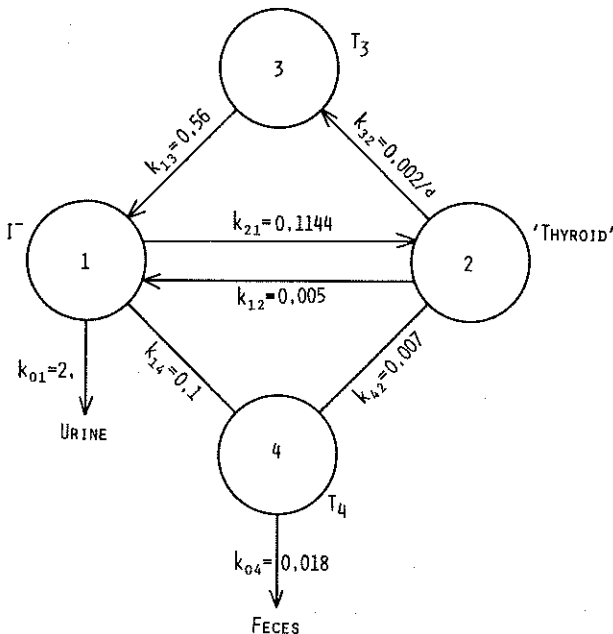 T3
3
k13=0,56
k32=0,002/d
I-
1
k21=0,1144
2
'THYROID'
k12=0,005
k01=2,
k14=0,1
k42=0,007
URINE
4
T4
k04=0,018
FECES